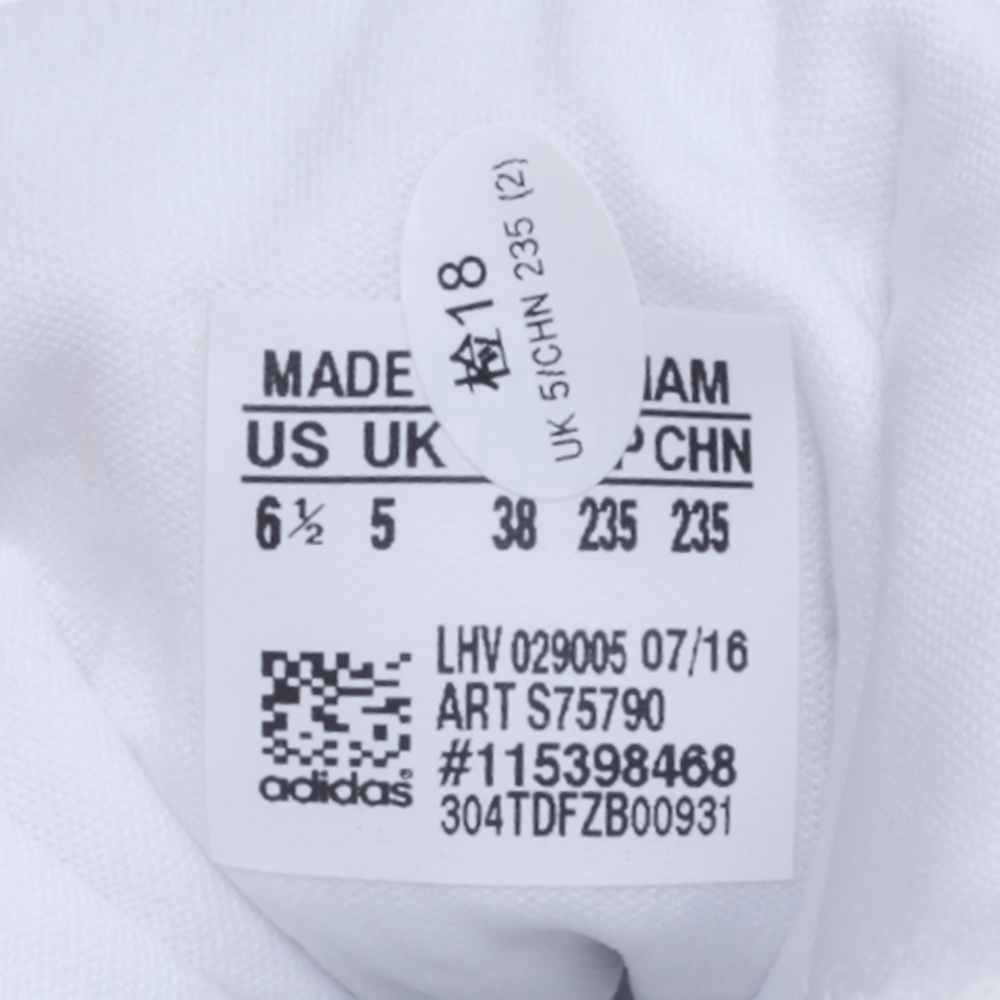 检18
UK 5/CHN 235 (2)
MADE
US UK CHN
6½ 5 38 235 235
LHV 029005 07/16
ART S75790
#115398468
304TDFZB00931
adidas®